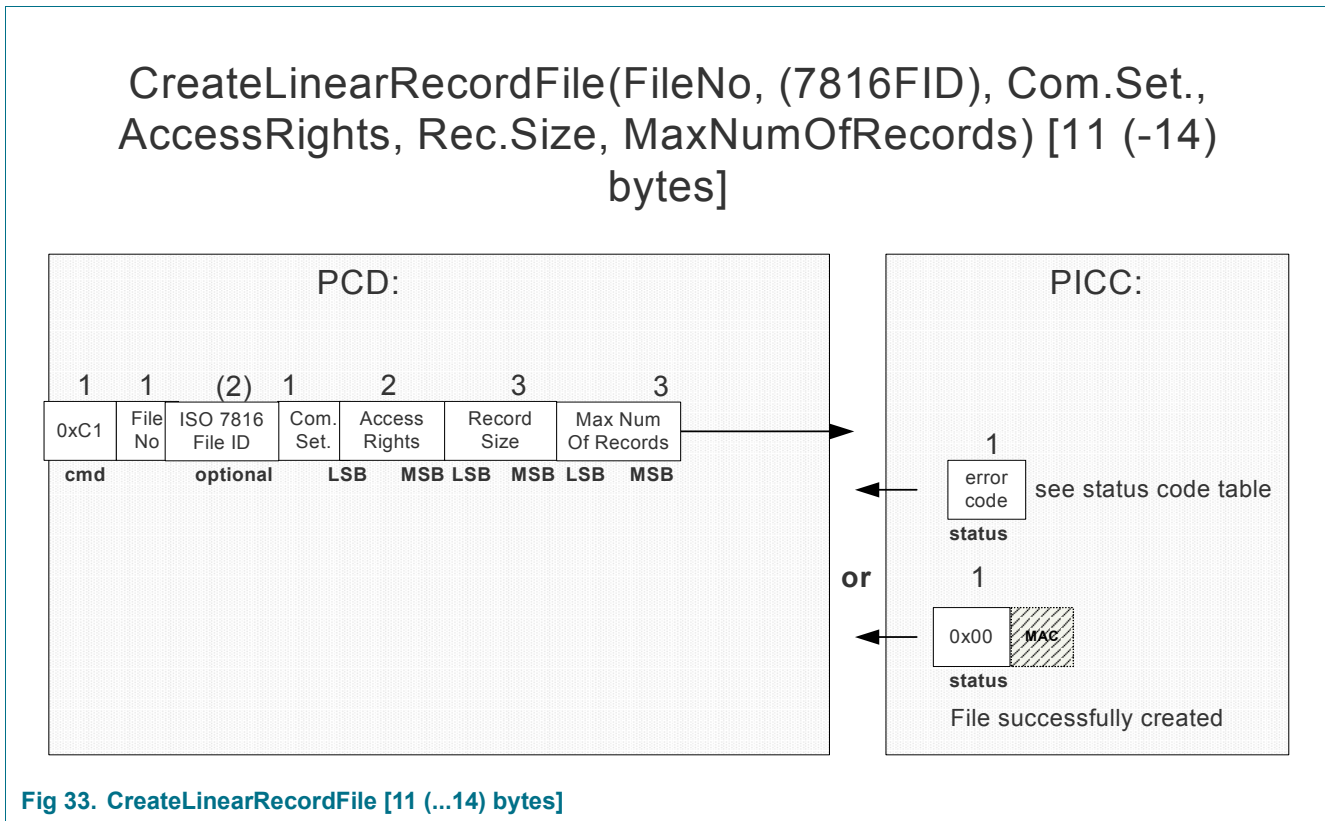 CreateLinearRecordFile(FileNo, (7816FID), Com.Set.,
AccessRights, Rec.Size, MaxNumOfRecords) [11 (-14)
bytes]
PCD:
1 1 (2) 1 2 3 3
0xC1
File
No
ISO 7816
File ID
Com.
Set.
Access
Rights
Record
Size
Max Num
Of Records
cmd optional LSB MSB LSB MSB LSB MSB
PICC:
1
error
code
see status code table
status
or
1
0x00 MAC
status
File successfully created
Fig 33. CreateLinearRecordFile [11 (...14) bytes]